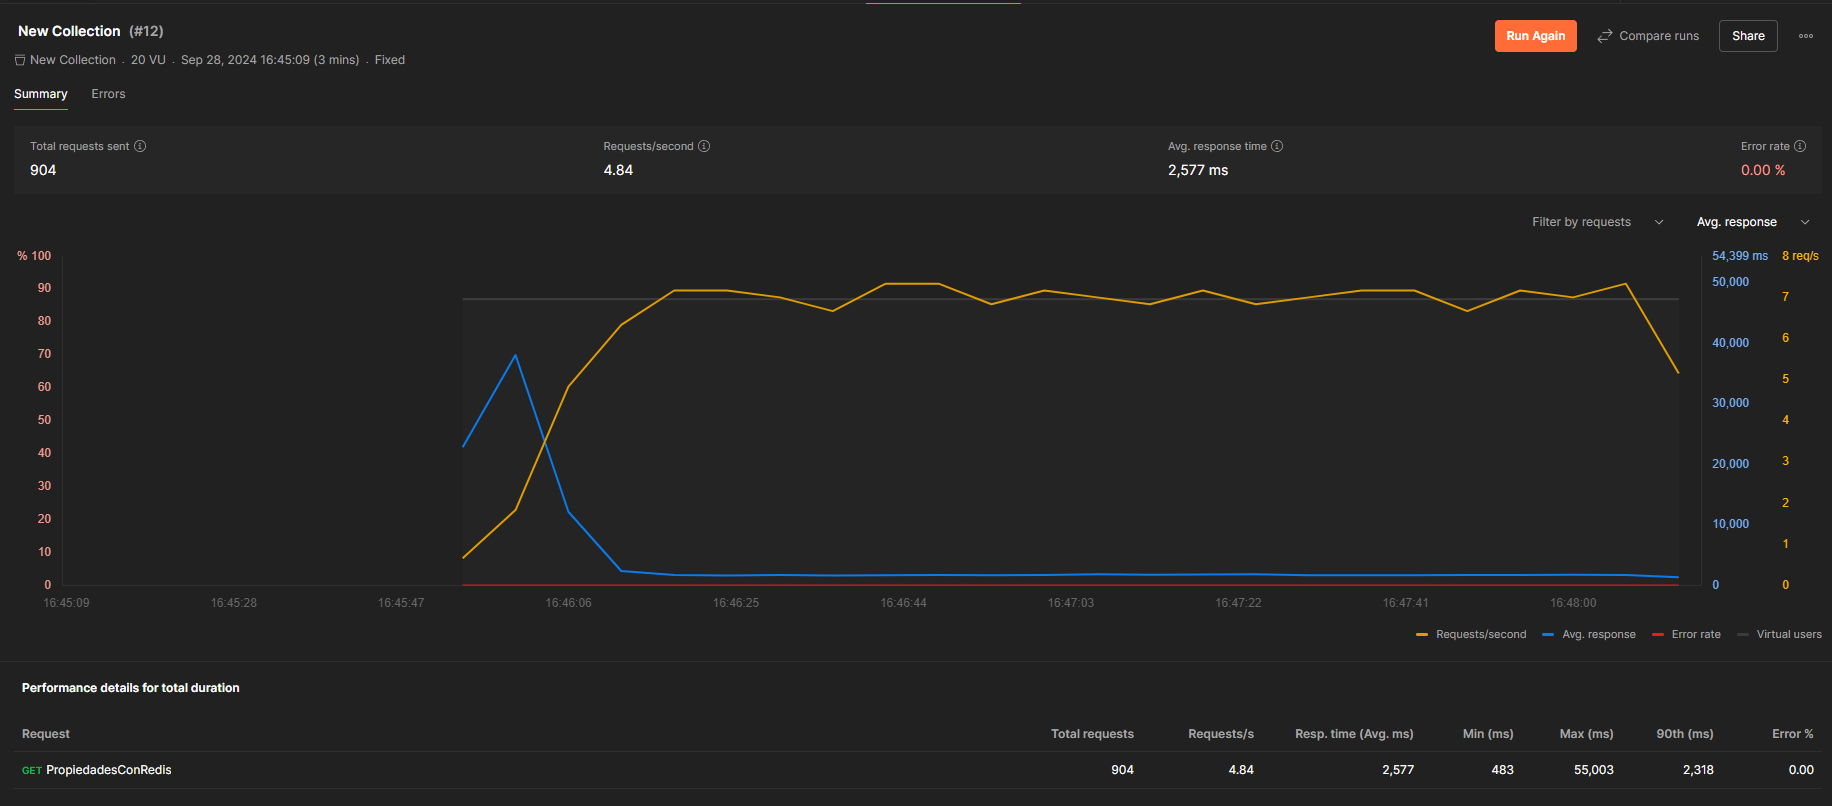 New Collection (#12)
Run Again Compare runs Share
New Collection . 20 VU . Sep 28, 2024 16:45:09 (3 mins) . Fixed
Summary Errors
Total requests sent Requests/second Avg. response time Error rate
904 4.84 2,577 ms 0.00 %
Filter by requests Avg. response
% 100 54,399 ms 8 req/s
90 50,000 7
80 6
70 40,000
60 30,000 5
50 4
40 20,000 3
30
20 10,000 2
10 1
0 0 0
16:45:09 16:45:28 16:45:47 16:46:06 16:46:25 16:46:44 16:47:03 16:47:22 16:47:41 16:48:00
Requests/second Avg. response Error rate Virtual users
Performance details for total duration
Request Total requests Requests/s Resp. time (Avg. ms) Min (ms) Max (ms) 90th (ms) Error %
GET PropiedadesConRedis 904 4.84 2,577 483 55,003 2,318 0.00